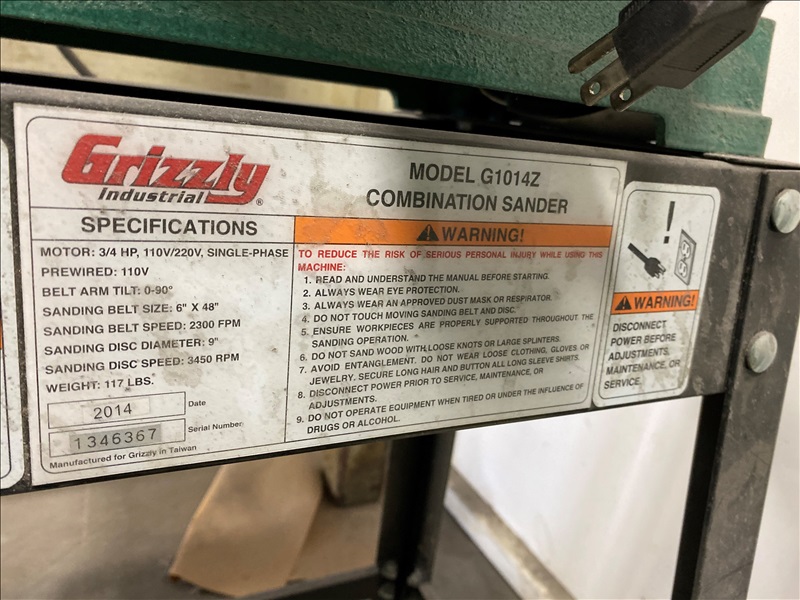 Grizzly
Industrial®
MODEL G1014Z
COMBINATION SANDER
SPECIFICATIONS
MOTOR: 3/4 HP, 110V/220V, SINGLE-PHASE
PREWIRED: 110V
BELT ARM TILT: 0-90°
SANDING BELT SIZE: 6" X 48"
SANDING BELT SPEED: 2300 FPM
SANDING DISC DIAMETER: 9"
SANDING DISC SPEED: 3450 RPM
WEIGHT: 117 LBS.
2014 Date
1346367 Serial Number
Manufactured for Grizzly in Taiwan
WARNING!
TO REDUCE THE RISK OF SERIOUS PERSONAL INJURY WHILE USING THIS
MACHINE:
1. READ AND UNDERSTAND THE MANUAL BEFORE STARTING.
2. ALWAYS WEAR EYE PROTECTION.
3. ALWAYS WEAR AN APPROVED DUST MASK OR RESPIRATOR.
4. DO NOT TOUCH MOVING SANDING BELT AND DISC.
5. ENSURE WORKPIECES ARE PROPERLY SUPPORTED THROUGHOUT THE
SANDING OPERATION.
6. DO NOT SAND WOOD WITH LOOSE KNOTS OR LARGE SPLINTERS.
7. AVOID ENTANGLEMENT. DO NOT WEAR LOOSE CLOTHING, GLOVES OR
JEWELRY. SECURE LONG HAIR AND BUTTON ALL LONG SLEEVE SHIRTS.
8. DISCONNECT POWER PRIOR TO SERVICE, MAINTENANCE, OR
ADJUSTMENTS.
9. DO NOT OPERATE EQUIPMENT WHEN TIRED OR UNDER THE INFLUENCE OF
DRUGS OR ALCOHOL.
WARNING!
DISCONNECT
POWER BEFORE
ADJUSTMENTS,
MAINTENANCE, OR
SERVICE.